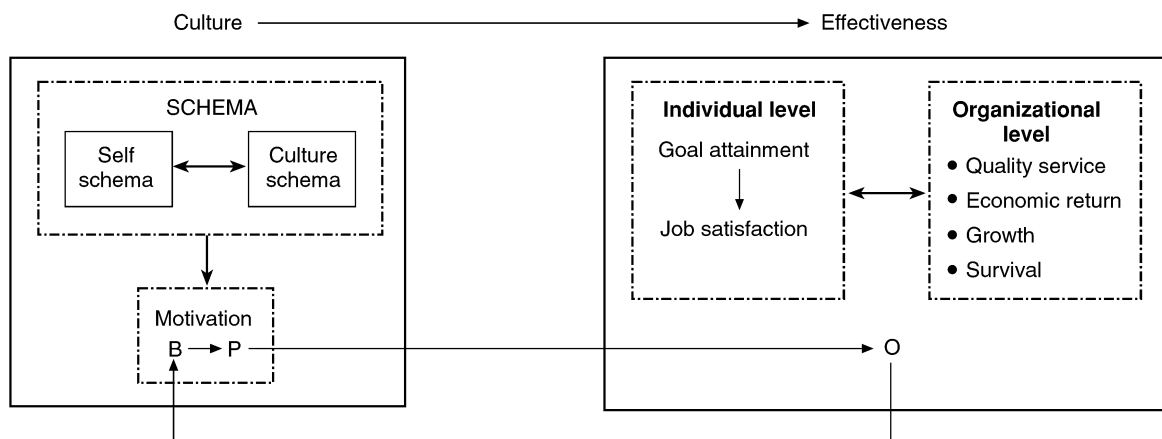 Culture
Effectiveness
SCHEMA
Self
schema
Culture
schema
Motivation
B
P
Individual level
Goal attainment
Job satisfaction
Organizational
level
• Quality service
• Economic return
• Growth
• Survival
O